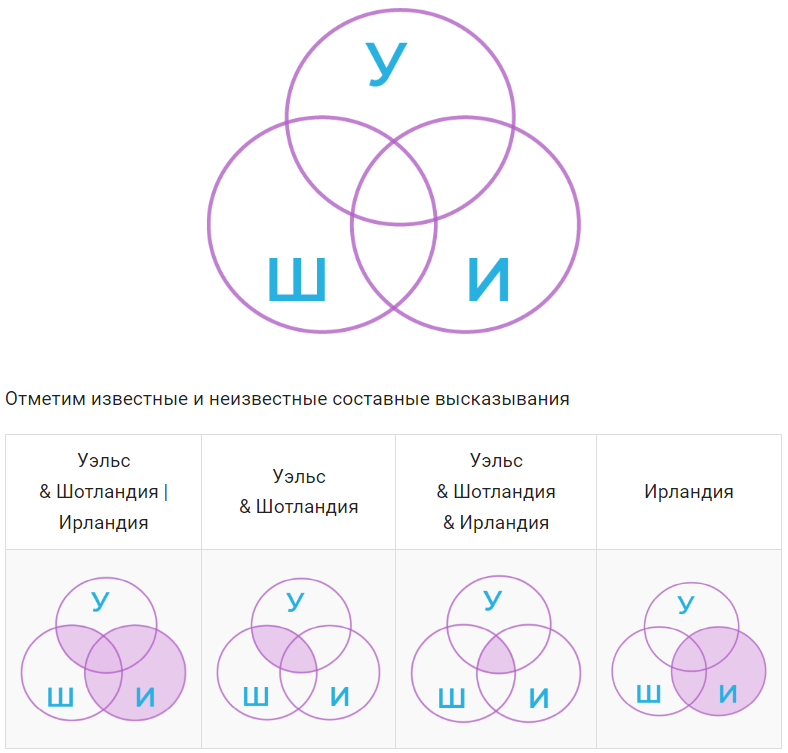 У
Ш И
Отметим известные и неизвестные составные высказывания
Уэльс
& Шотландия |
Ирландия
Уэльс
& Шотландия
Уэльс
& Шотландия
& Ирландия
Ирландия
У
Ш И
У
Ш И
У
Ш И
У
Ш И